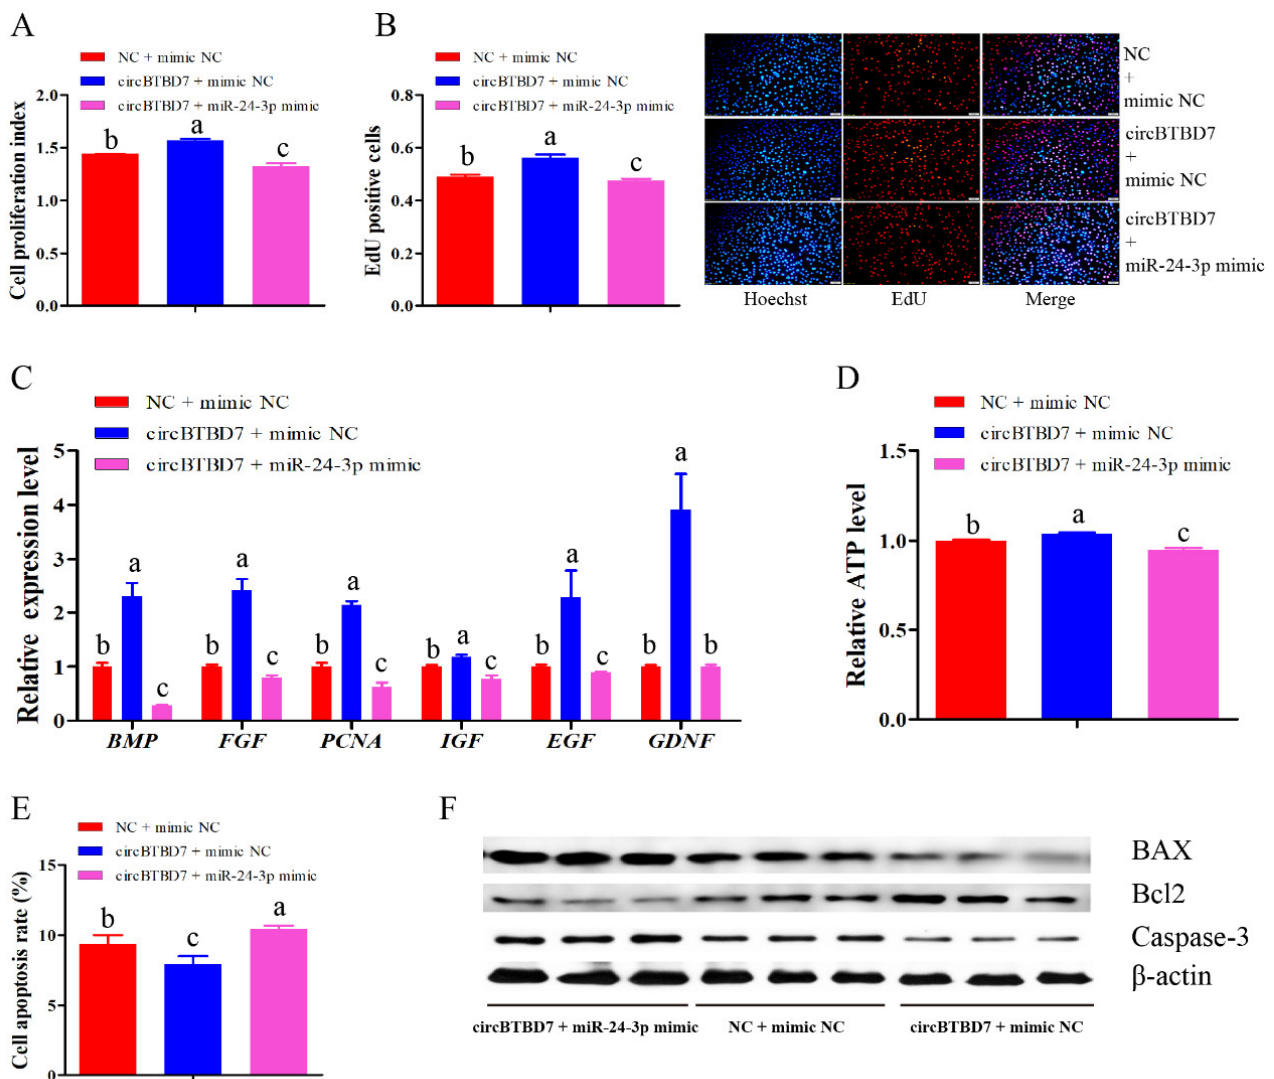 A
NC + mimic NC
circBTBD7 + mimic NC
circBTBD7 + miR-24-3p mimic
Cell proliferation index
2.0
1.5
1.0
0.5
0.0
b
a
c
B
NC + mimic NC
circBTBD7 + mimic NC
circBTBD7 + miR-24-3p mimic
EdU positive cells
0.8
0.6
0.4
0.2
0.0
b
a
c
NC
+
mimic NC
circBTBD7
+
mimic NC
circBTBD7
+
miR-24-3p mimic
Hoechst EdU Merge
C
NC + mimic NC
circBTBD7 + mimic NC
circBTBD7 + miR-24-3p mimic
Relative expression level
5
4
3
2
1
0
b a c
b a c
b a c
b a c
b a c
b a b
BMP FGF PCNA IGF EGF GDNF
D
NC + mimic NC
circBTBD7 + mimic NC
circBTBD7 + miR-24-3p mimic
Relative ATP level
1.5
1.0
0.5
0.0
b
a
c
E
NC + mimic NC
circBTBD7 + mimic NC
circBTBD7 + miR-24-3p mimic
Cell apoptosis rate (%)
15
10
5
0
b
c
a
F
BAX
Bcl2
Caspase-3
β-actin
circBTBD7 + miR-24-3p mimic NC + mimic NC circBTBD7 + mimic NC